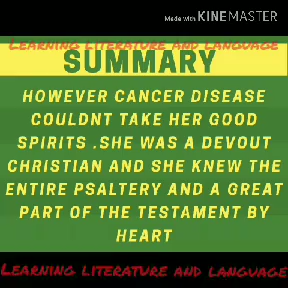 Made with KINEMASTER
Learning literature and language
SUMMARY
HOWEVER CANCER DISEASE
COULDNT TAKE HER GOOD
SPIRITS .SHE WAS A DEVOUT
CHRISTIAN AND SHE KNEW THE
ENTIRE PSALTERY AND A GREAT
PART OF THE TESTAMENT BY
HEART
Learning literature and language